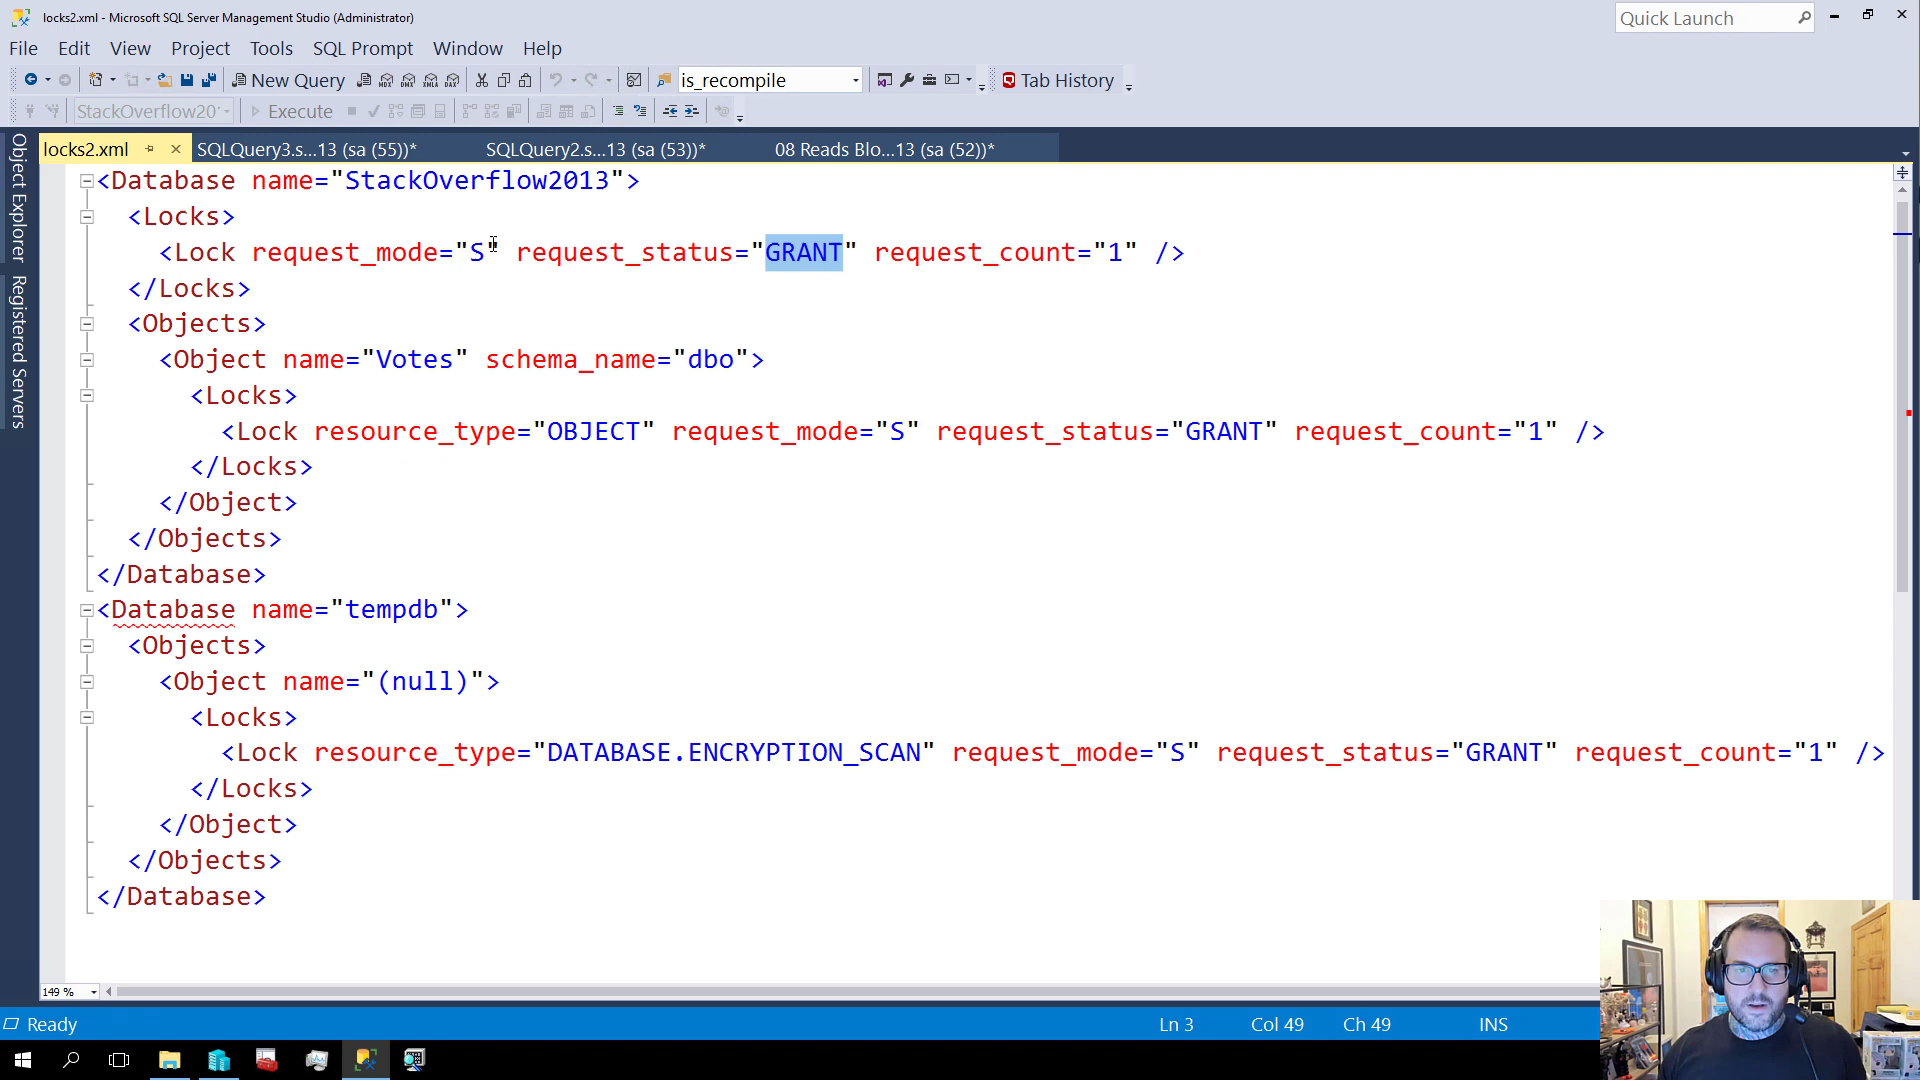 locks2.xml - Microsoft SQL Server Management Studio (Administrator)
Quick Launch
File Edit View Project Tools SQL Prompt Window Help
New Query MDX DMX XMLA DAX is_recompile Tab History
StackOverflow20 Execute
locks2.xml SQLQuery3.s...13 (sa (55))* SQLQuery2.s...13 (sa (53))* 08 Reads Blo...13 (sa (52))*
Object Explorer
Registered Servers
<Database name="StackOverflow2013">
<Locks>
<Lock request_mode="S" request_status="GRANT" request_count="1" />
</Locks>
<Objects>
<Object name="Votes" schema_name="dbo">
<Locks>
<Lock resource_type="OBJECT" request_mode="S" request_status="GRANT" request_count="1" />
</Locks>
</Object>
</Objects>
</Database>
<Database name="tempdb">
<Objects>
<Object name="(null)">
<Locks>
<Lock resource_type="DATABASE.ENCRYPTION_SCAN" request_mode="S" request_status="GRANT" request_count="1" />
</Locks>
</Object>
</Objects>
</Database>
149 %
Ready Ln 3 Col 49 Ch 49 INS